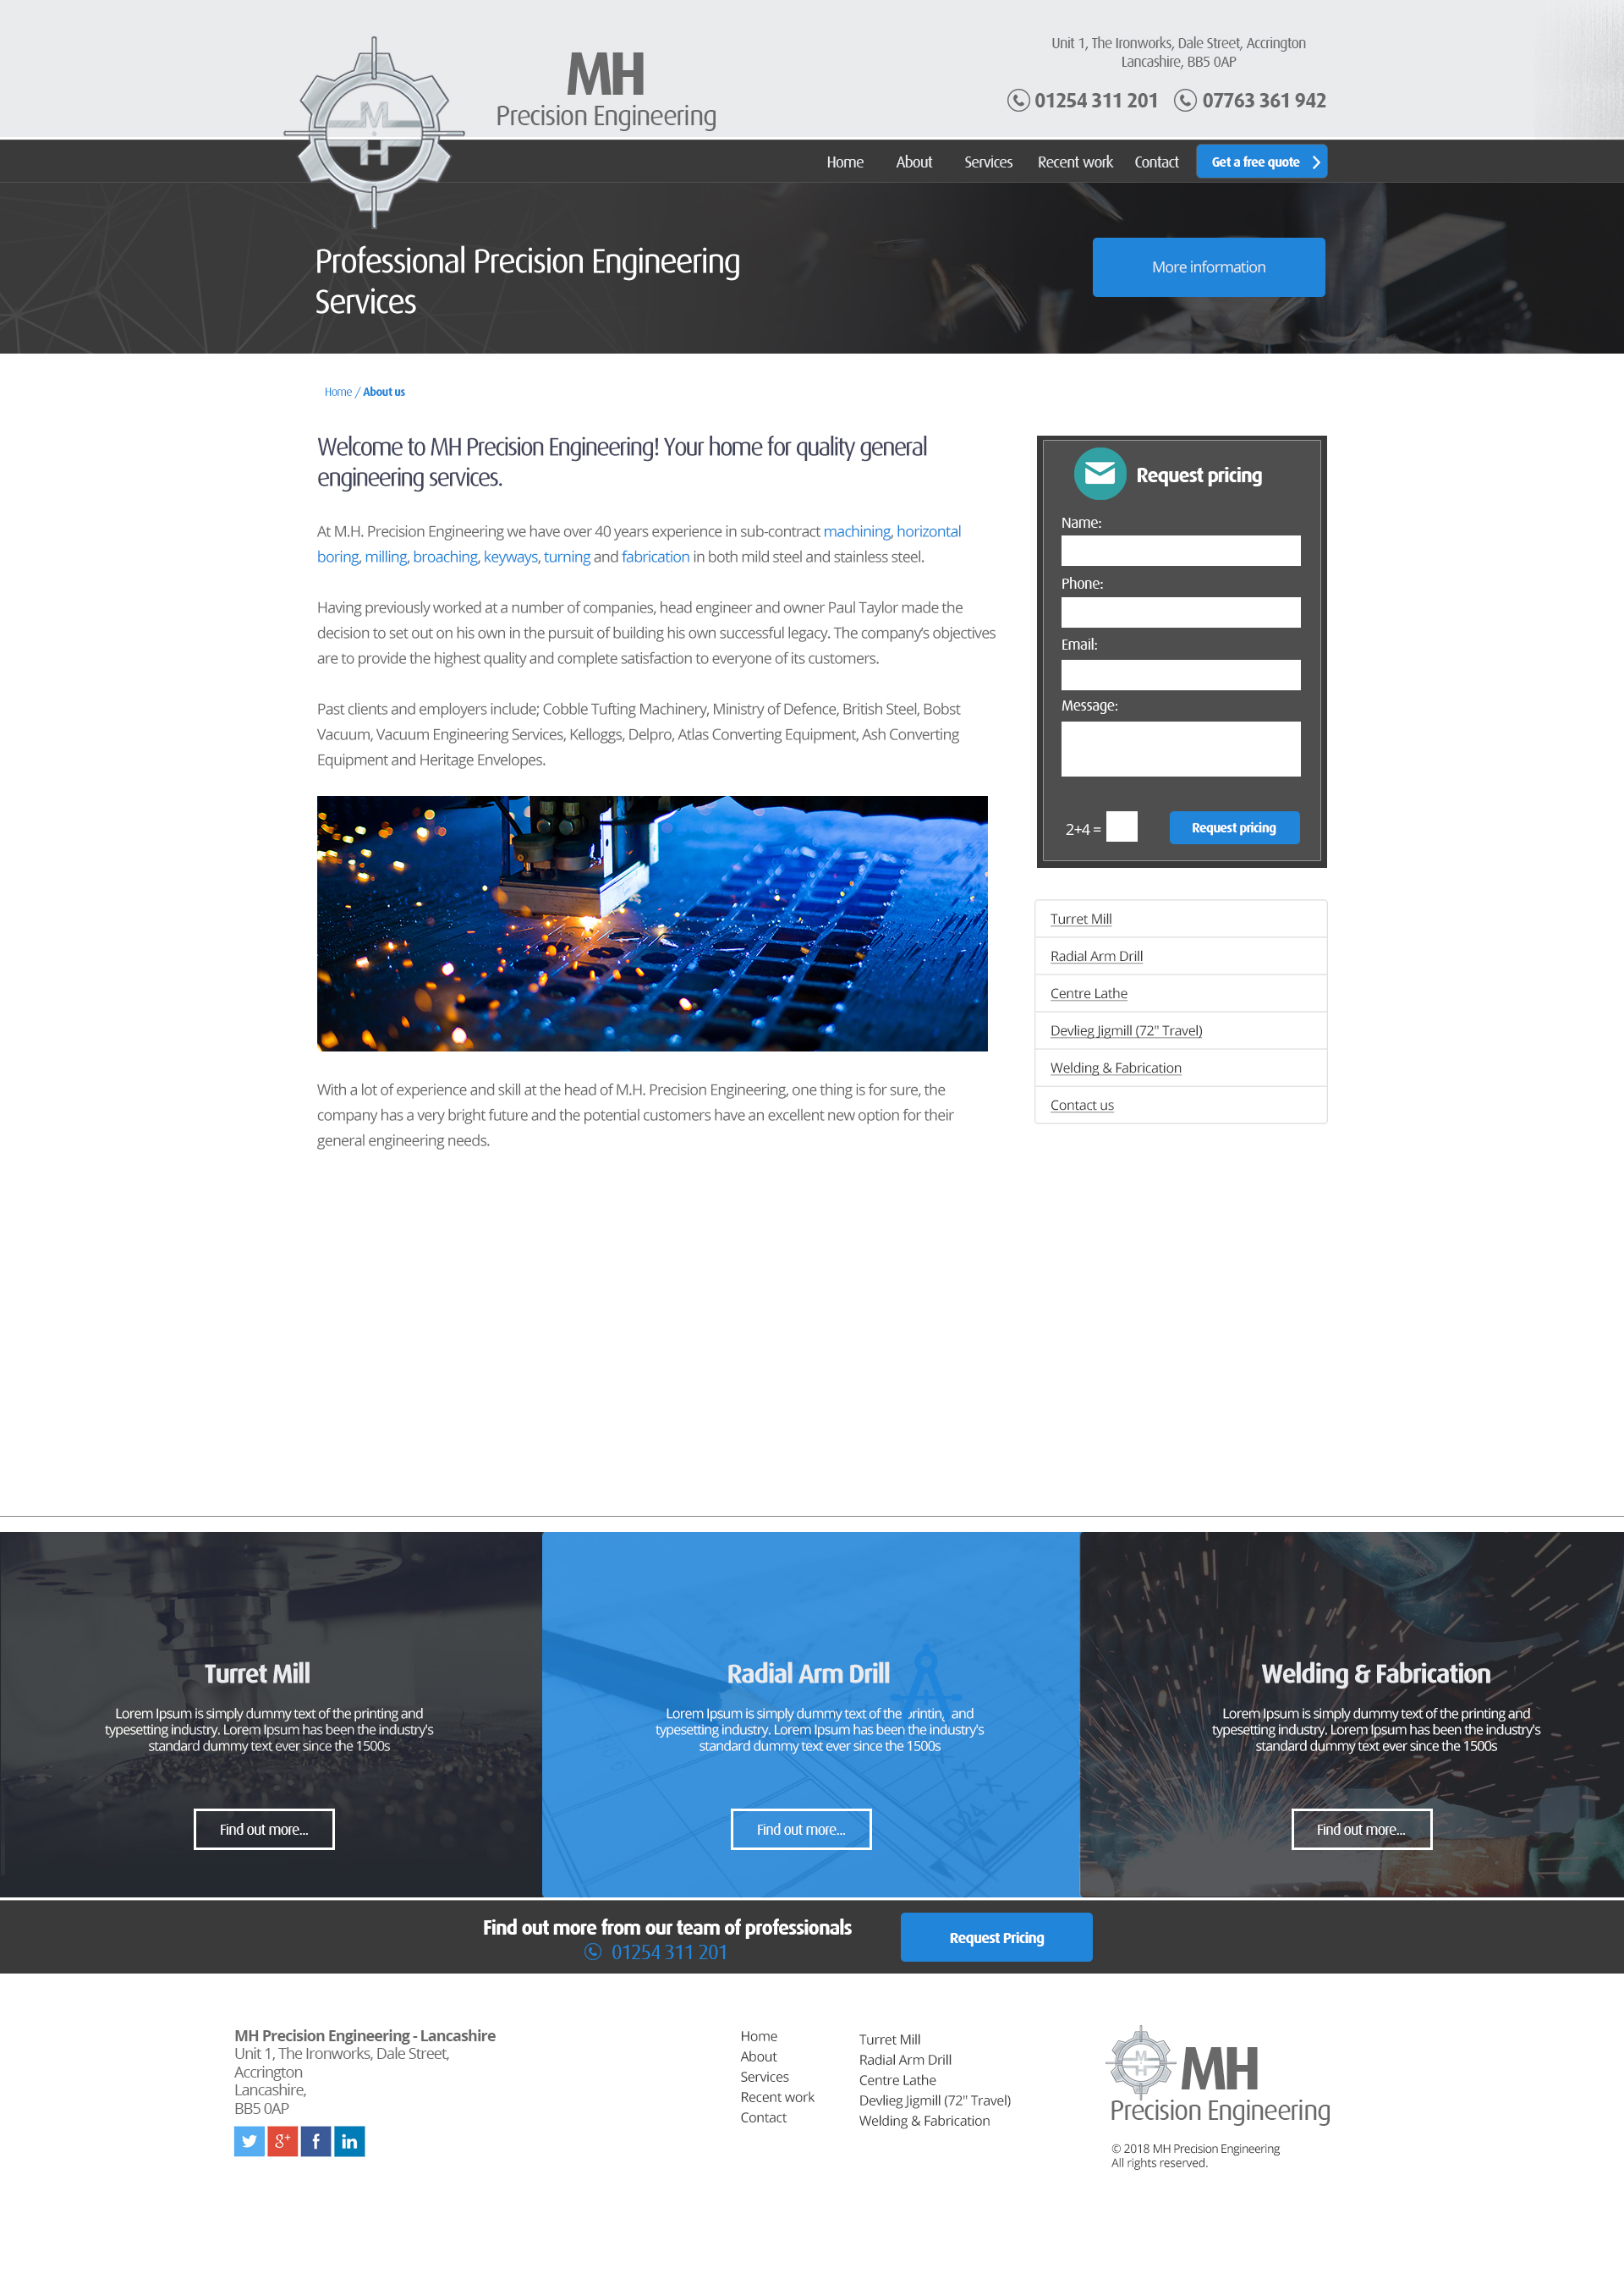 Unit 1, The Ironworks, Dale Street, Accrington
Lancashire, BB5 0AP
M
H
MH
Precision Engineering
01254 311 201 07763 361 942
Home About Services Recent work Contact Get a free quote
Professional Precision Engineering
Services
More information
Home / About us
Welcome to MH Precision Engineering! Your home for quality general
engineering services.
At M.H. Precision Engineering we have over 40 years experience in sub-contract machining, horizontal
boring, milling, broaching, keyways, turning and fabrication in both mild steel and stainless steel.
Having previously worked at a number of companies, head engineer and owner Paul Taylor made the
decision to set out on his own in the pursuit of building his own successful legacy. The company's objectives
are to provide the highest quality and complete satisfaction to everyone of its customers.
Past clients and employers include; Cobble Tufting Machinery, Ministry of Defence, British Steel, Bobst
Vacuum, Vacuum Engineering Services, Kelloggs, Delpro, Atlas Converting Equipment, Ash Converting
Equipment and Heritage Envelopes.
With a lot of experience and skill at the head of M.H. Precision Engineering, one thing is for sure, the
company has a very bright future and the potential customers have an excellent new option for their
general engineering needs.
Request pricing
Name:
Phone:
Email:
Message:
2+4 =
Request pricing
Turret Mill
Radial Arm Drill
Centre Lathe
Devlieg Jigmill (72" Travel)
Welding & Fabrication
Contact us
Turret Mill
Lorem Ipsum is simply dummy text of the printing and
typesetting industry. Lorem Ipsum has been the industry's
standard dummy text ever since the 1500s
Find out more...
Radial Arm Drill
Lorem Ipsum is simply dummy text of the printing and
typesetting industry. Lorem Ipsum has been the industry's
standard dummy text ever since the 1500s
Find out more...
Welding & Fabrication
Lorem Ipsum is simply dummy text of the printing and
typesetting industry. Lorem Ipsum has been the industry's
standard dummy text ever since the 1500s
Find out more...
Find out more from our team of professionals
01254 311 201
Request Pricing
MH Precision Engineering - Lancashire
Unit 1, The Ironworks, Dale Street,
Accrington
Lancashire,
BB5 0AP
Home
About
Services
Recent work
Contact
Turret Mill
Radial Arm Drill
Centre Lathe
Devlieg Jigmill (72" Travel)
Welding & Fabrication
M
H
MH
Precision Engineering
© 2018 MH Precision Engineering
All rights reserved.